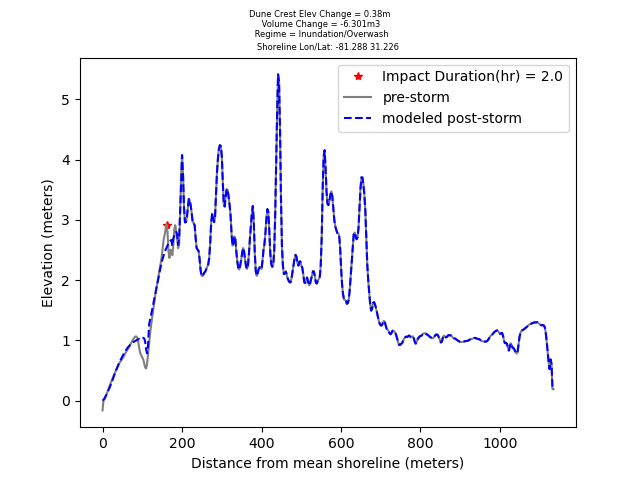 Dune Crest Elev Change = 0.38m
Volume Change = -6.301m3
Regime = Inundation/Overwash
Shoreline Lon/Lat: -81.288 31.226
Impact Duration(hr) = 2.0
pre-storm
modeled post-storm
Elevation (meters)
5
4
3
2
1
0
0 200 400 600 800 1000
Distance from mean shoreline (meters)